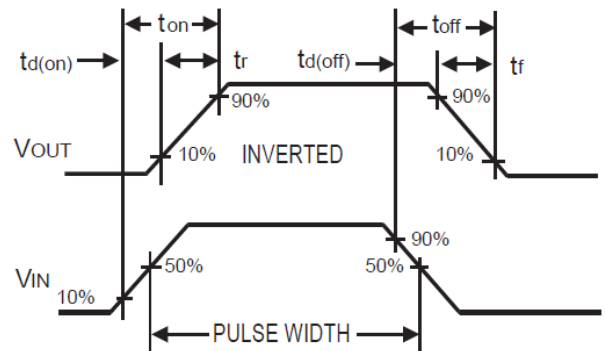 ton toff
td(on) tr td(off) tf
90% 90%
VOUT 10% INVERTED 10%
90%
VIN 10% 50% 50%
PULSE WIDTH